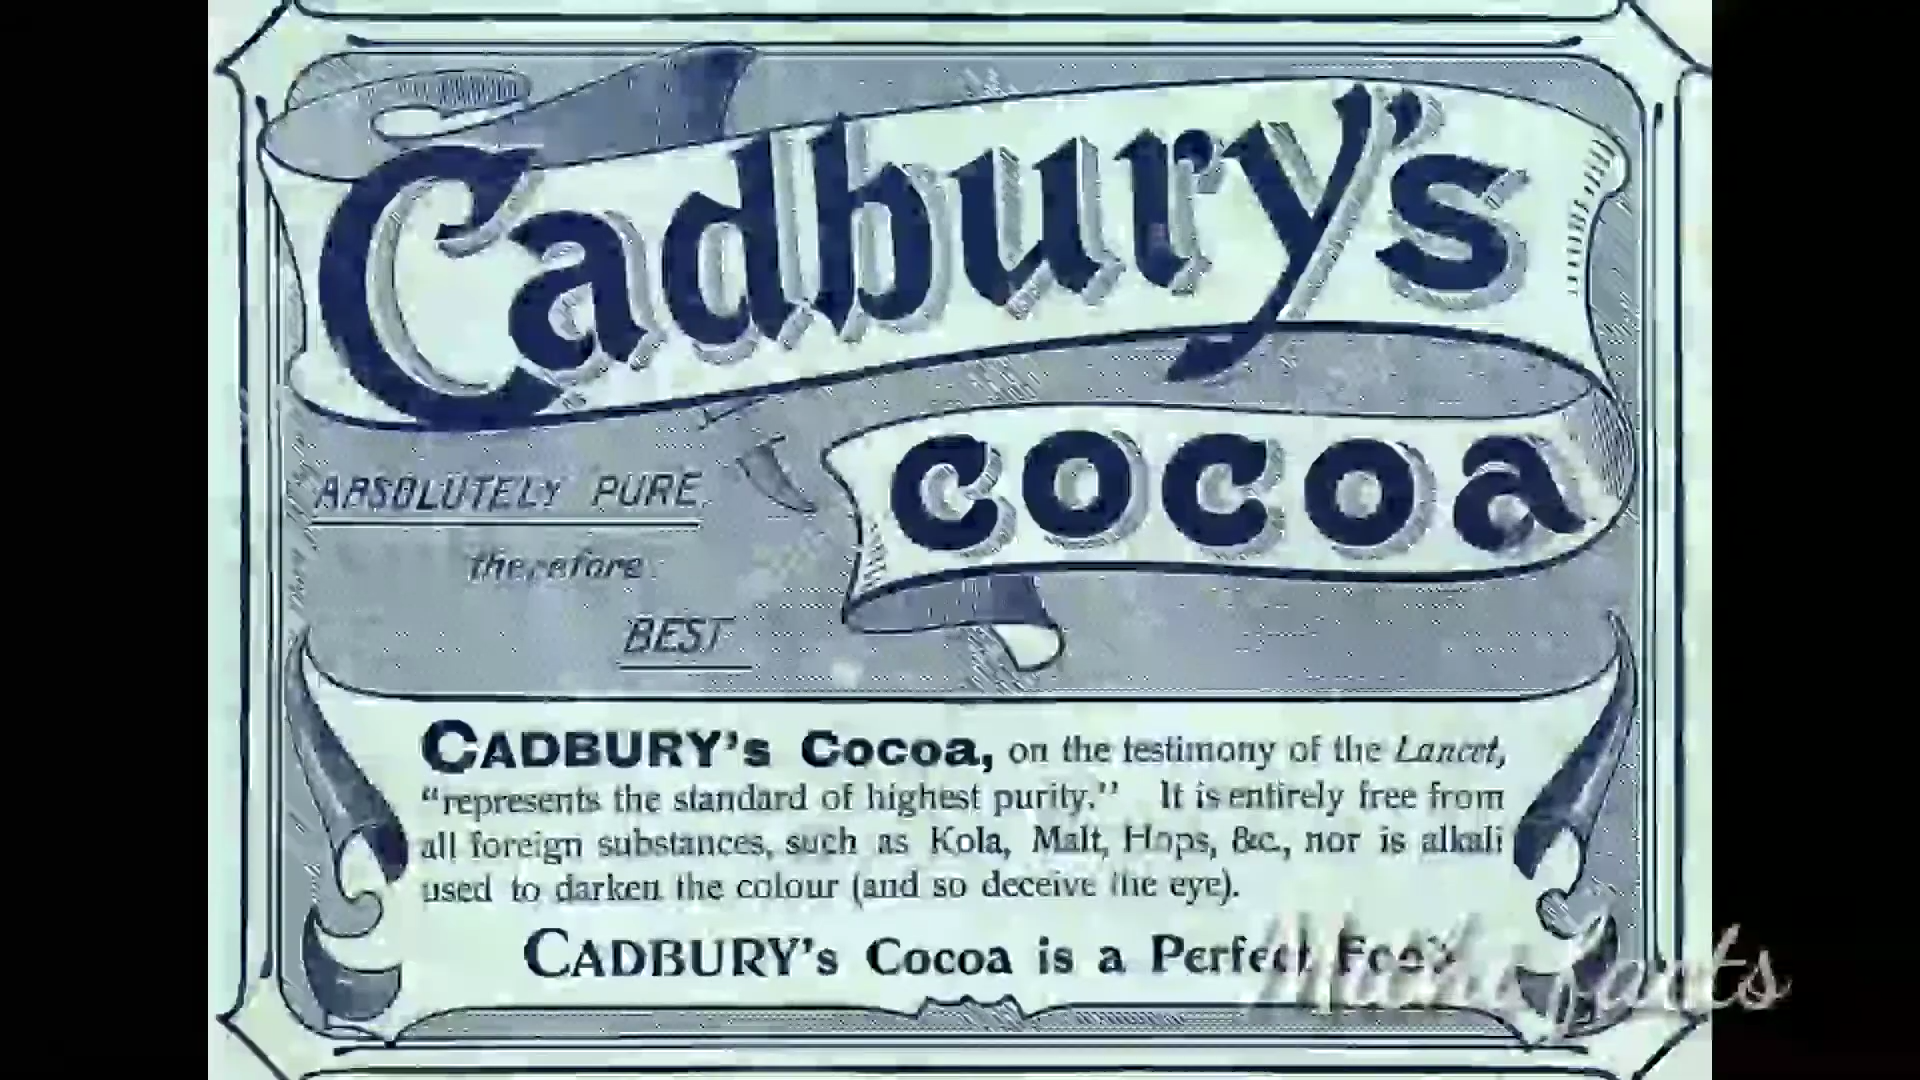 Cadbury's
cocoa
ABSOLUTELY PURE
therefore
BEST
CADBURY's Cocoa, on the testimony of the Lancet,
"represents the standard of highest purity." It is entirely free from
all foreign substances, such as Kola, Malt, Hops, &c., nor is alkali
used to darken the colour (and so deceive the eye).
CADBURY's Cocoa is a Perfect Food
facts